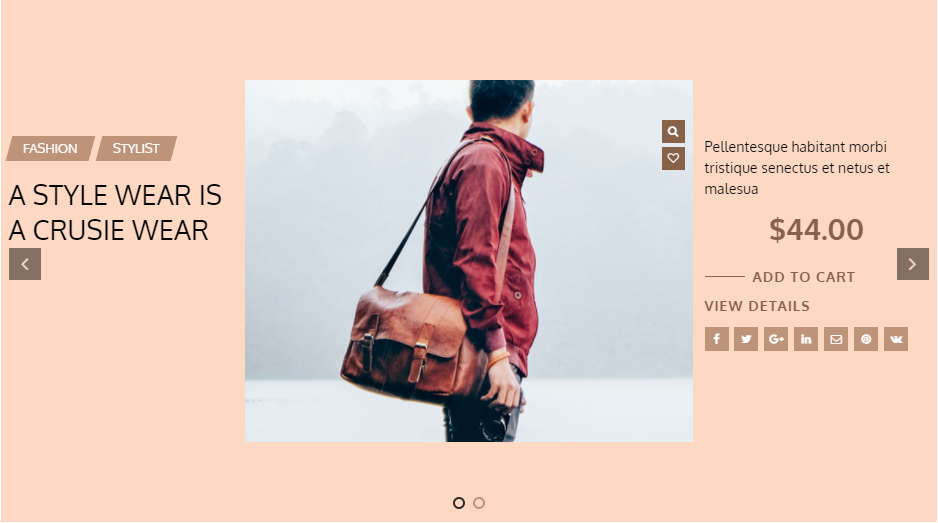 FASHION
STYLIST
A STYLE WEAR IS
A CRUSIE WEAR
Pellentesque habitant morbi
tristique senectus et netus et
malesua
$44.00
ADD TO CART
VIEW DETAILS